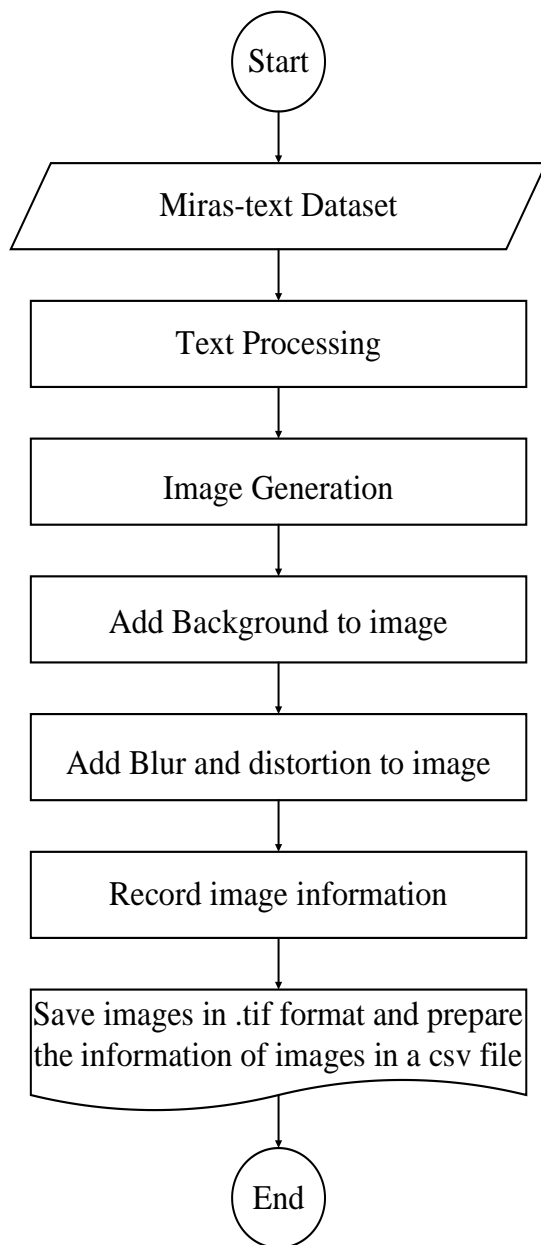 Start
Miras-text Dataset
Text Processing
Image Generation
Add Background to image
Add Blur and distortion to image
Record image information
Save images in .tif format and prepare
the information of images in a csv file
End